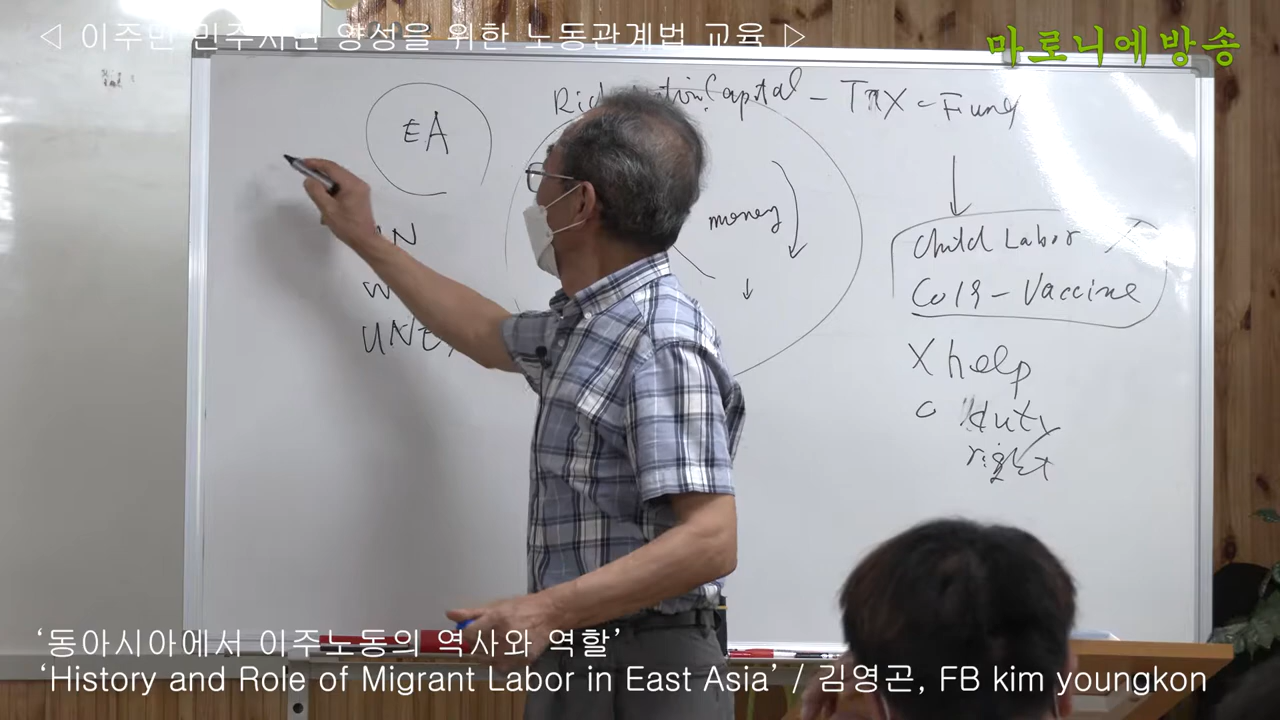 ◁ 이주민 민주시민 양성을 위한 노동관계법 교육 ▷
마로니에방송
Capital - TAX - Fund
EA
money
Child Labor X
Co19 - Vaccine
X help
O duty
right
‘동아시아에서 이주노동의 역사와 역할’
‘History and Role of Migrant Labor in East Asia’ / 김영곤, FB kim youngkon